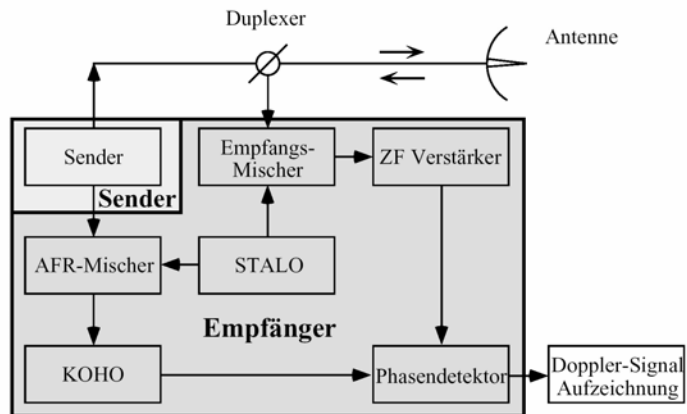 Duplexer
Antenne
Sender
Sender
Empfangs-
Mischer
ZF Verstärker
AFR-Mischer
STALO
Empfänger
KOHO
Phasendetektor
Doppler-Signal
Aufzeichnung